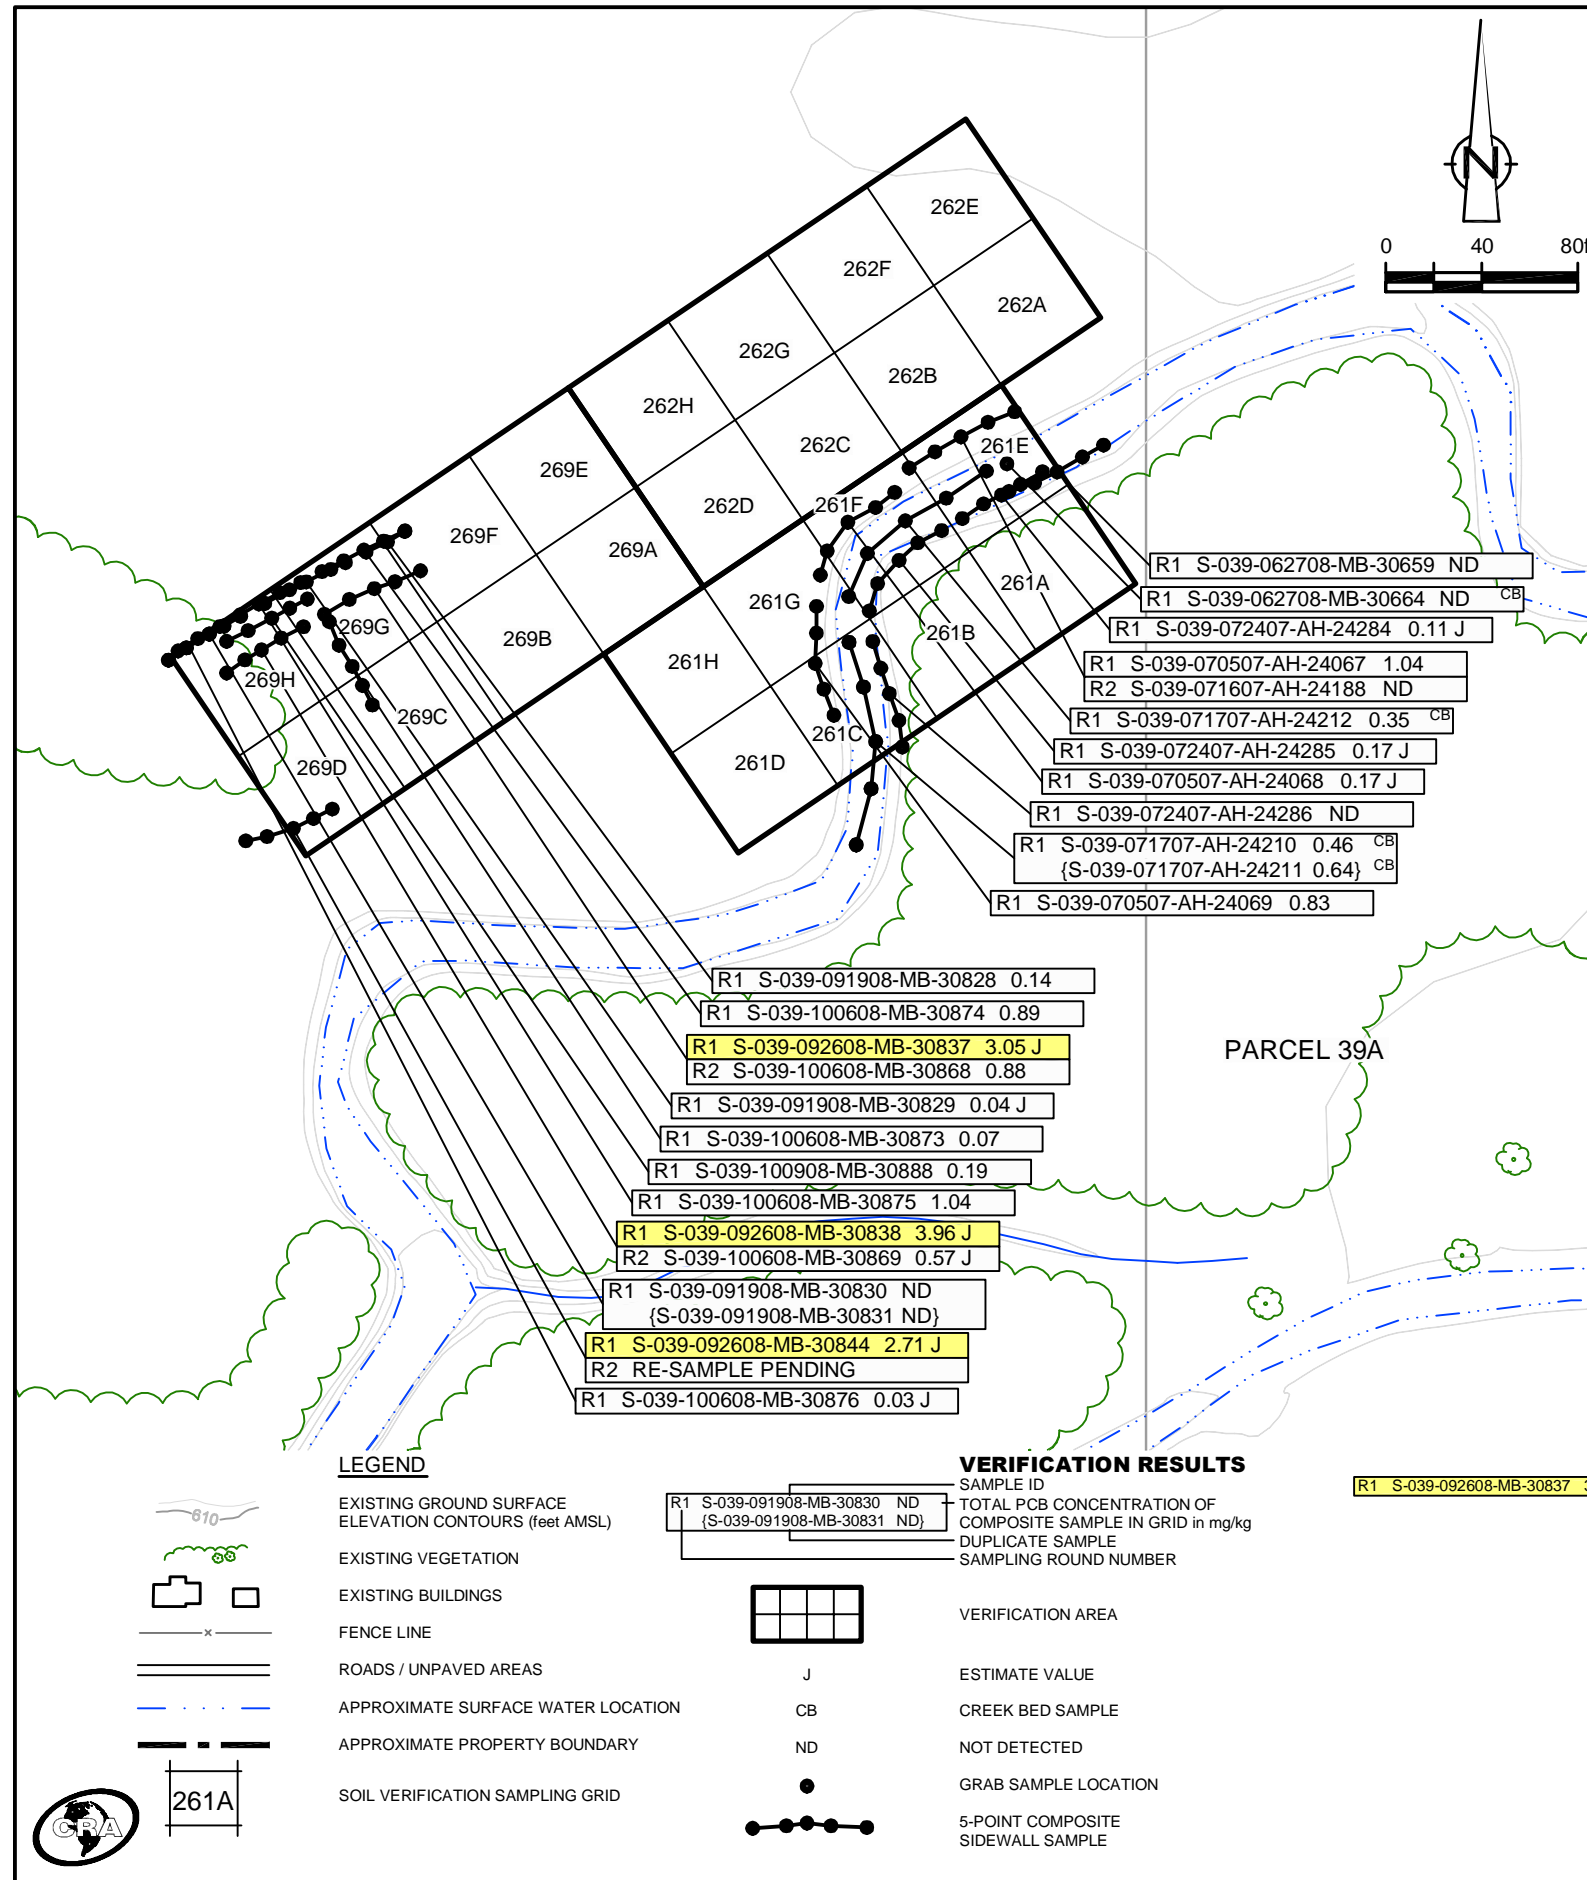 N
0 40 80f
262E
262F
262A
262G
262B
262H
262C
269E
261E
262D
261F
269F
269A
261A
261G
261B
269G
269B
261H
269H
269C
261C
269D
261D
R1 S-039-062708-MB-30659 ND
R1 S-039-062708-MB-30664 ND CB
R1 S-039-072407-AH-24284 0.11 J
R1 S-039-070507-AH-24067 1.04
R2 S-039-071607-AH-24188 ND
R1 S-039-071707-AH-24212 0.35 CB
R1 S-039-072407-AH-24285 0.17 J
R1 S-039-070507-AH-24068 0.17 J
R1 S-039-072407-AH-24286 ND
R1 S-039-071707-AH-24210 0.46 CB
{S-039-071707-AH-24211 0.64} CB
R1 S-039-070507-AH-24069 0.83
R1 S-039-091908-MB-30828 0.14
R1 S-039-100608-MB-30874 0.89
R1 S-039-092608-MB-30837 3.05 J
R2 S-039-100608-MB-30868 0.88
R1 S-039-091908-MB-30829 0.04 J
R1 S-039-100608-MB-30873 0.07
R1 S-039-100908-MB-30888 0.19
R1 S-039-100608-MB-30875 1.04
R1 S-039-092608-MB-30838 3.96 J
R2 S-039-100608-MB-30869 0.57 J
R1 S-039-091908-MB-30830 ND
{S-039-091908-MB-30831 ND}
R1 S-039-092608-MB-30844 2.71 J
R2 RE-SAMPLE PENDING
R1 S-039-100608-MB-30876 0.03 J
PARCEL 39A
LEGEND
610
EXISTING GROUND SURFACE
ELEVATION CONTOURS (feet AMSL)
EXISTING VEGETATION
EXISTING BUILDINGS
x
FENCE LINE
ROADS / UNPAVED AREAS
APPROXIMATE SURFACE WATER LOCATION
APPROXIMATE PROPERTY BOUNDARY
261A
SOIL VERIFICATION SAMPLING GRID
CRA
VERIFICATION RESULTS
R1 S-039-091908-MB-30830 ND
{S-039-091908-MB-30831 ND}
SAMPLE ID
TOTAL PCB CONCENTRATION OF
COMPOSITE SAMPLE IN GRID in mg/kg
DUPLICATE SAMPLE
SAMPLING ROUND NUMBER
VERIFICATION AREA
J ESTIMATE VALUE
CB CREEK BED SAMPLE
ND NOT DETECTED
GRAB SAMPLE LOCATION
5-POINT COMPOSITE
SIDEWALL SAMPLE
R1 S-039-092608-MB-30837